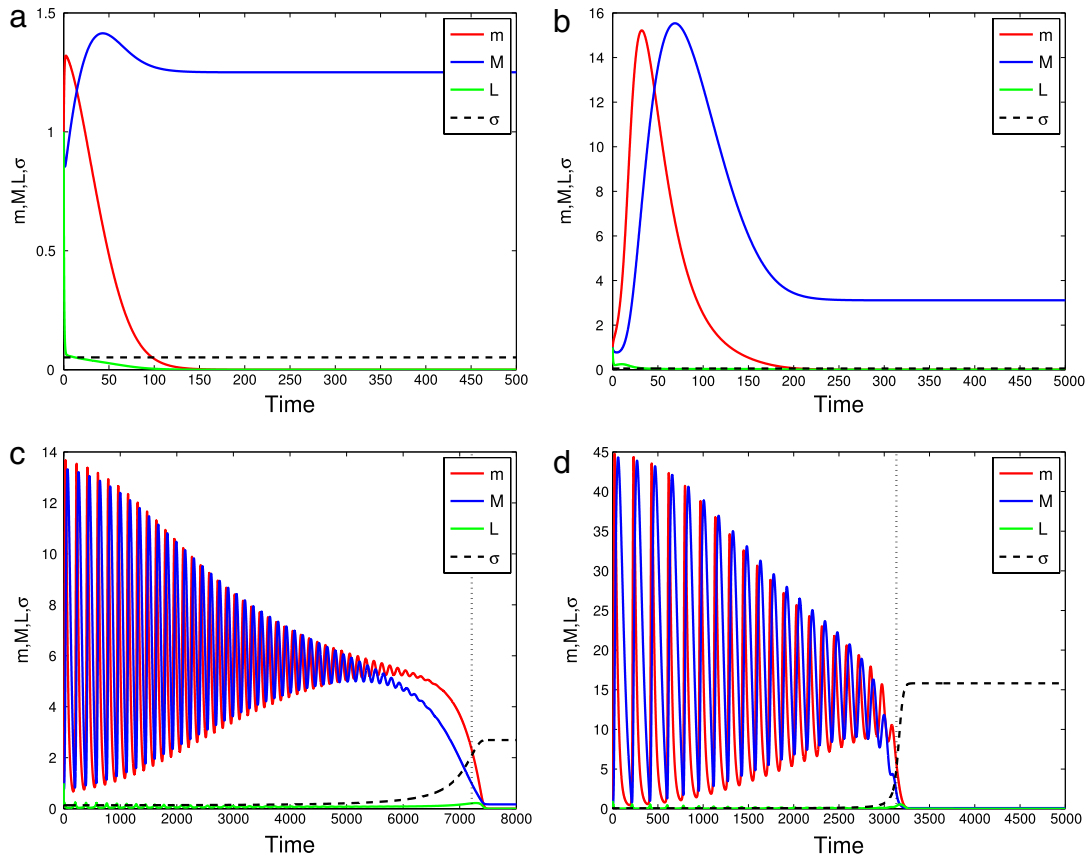 a
1.5
1
0.5
0
m,M,L,σ
m
M
L
σ
0 50 100 150 200 250 300 350 400 450 500
Time
b
16
14
12
10
8
6
4
2
0
m,M,L,σ
m
M
L
σ
0 50 100 150 200 250 300 350 400 450 5000
Time
c
14
12
10
8
6
4
2
0
m,M,L,σ
m
M
L
σ
0 1000 2000 3000 4000 5000 6000 7000 8000
Time
d
45
40
35
30
25
20
15
10
5
0
m,M,L,σ
m
M
L
σ
0 500 1000 1500 2000 2500 3000 3500 4000 4500 5000
Time